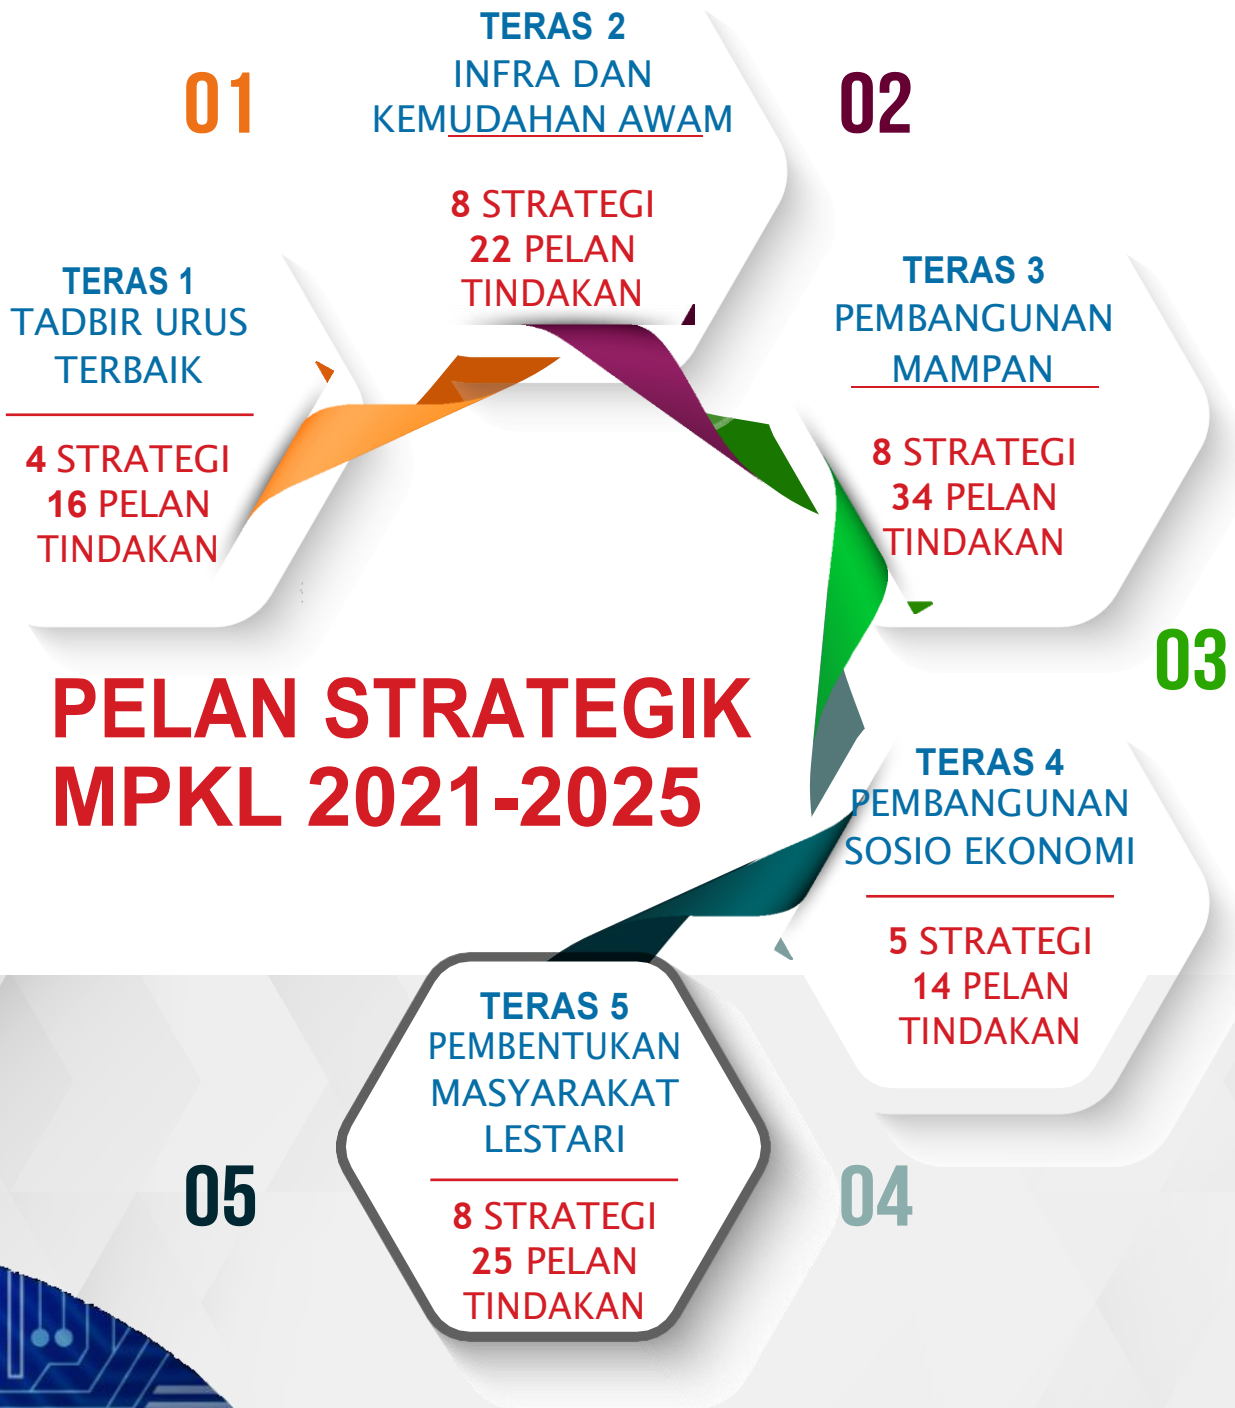 01
TERAS 1
TADBIR URUS
TERBAIK
4 STRATEGI
16 PELAN
TINDAKAN
02
TERAS 2
INFRA DAN
KEMUDAHAN AWAM
8 STRATEGI
22 PELAN
TINDAKAN
TERAS 3
PEMBANGUNAN
MAMPAN
8 STRATEGI
34 PELAN
TINDAKAN
03
PELAN STRATEGIK
MPKL 2021-2025
TERAS 4
PEMBANGUNAN
SOSIO EKONOMI
5 STRATEGI
14 PELAN
TINDAKAN
04
TERAS 5
PEMBENTUKAN
MASYARAKAT
LESTARI
8 STRATEGI
25 PELAN
TINDAKAN
05